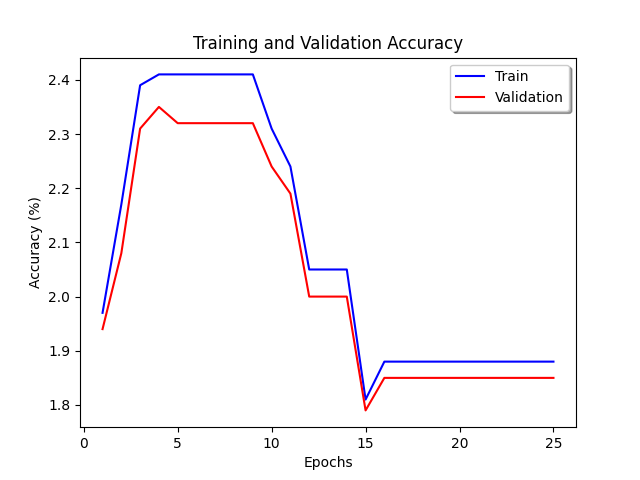 Training and Validation Accuracy
Train
Validation
Accuracy (%)
2.4
2.3
2.2
2.1
2.0
1.9
1.8
0 5 10 15 20 25
Epochs